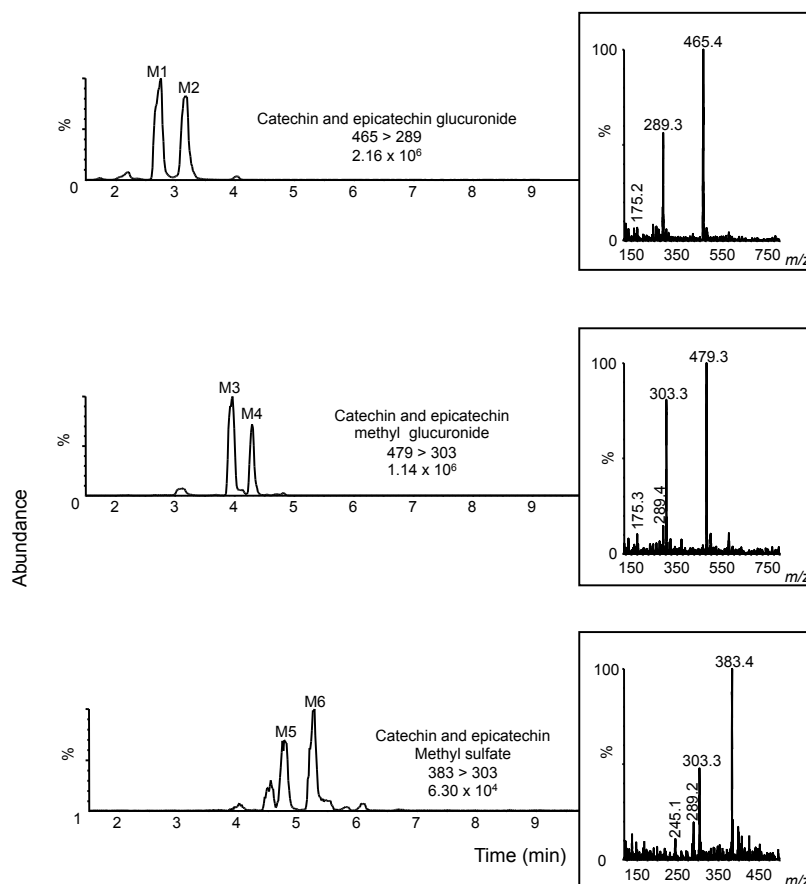 M1
M2
%
0
Catechin and epicatechin glucuronide
465 > 289
2.16 x 10⁶
2 3 4 5 6 7 8 9
100
%
0
465.4
289.3
175.2
150 350 550 750 m/z
M3
M4
%
0
Catechin and epicatechin
methyl glucuronide
479 > 303
1.14 x 10⁶
2 3 4 5 6 7 8 9
100
%
0
479.3
303.3
289.4
175.3
150 350 550 750 m/z
Abundance
M5
M6
%
1
Catechin and epicatechin
Methyl sulfate
383 > 303
6.30 x 10⁴
2 3 4 5 6 7 8 9
Time (min)
100
%
0
383.4
303.3
289.2
245.1
150 250 350 450 m/z